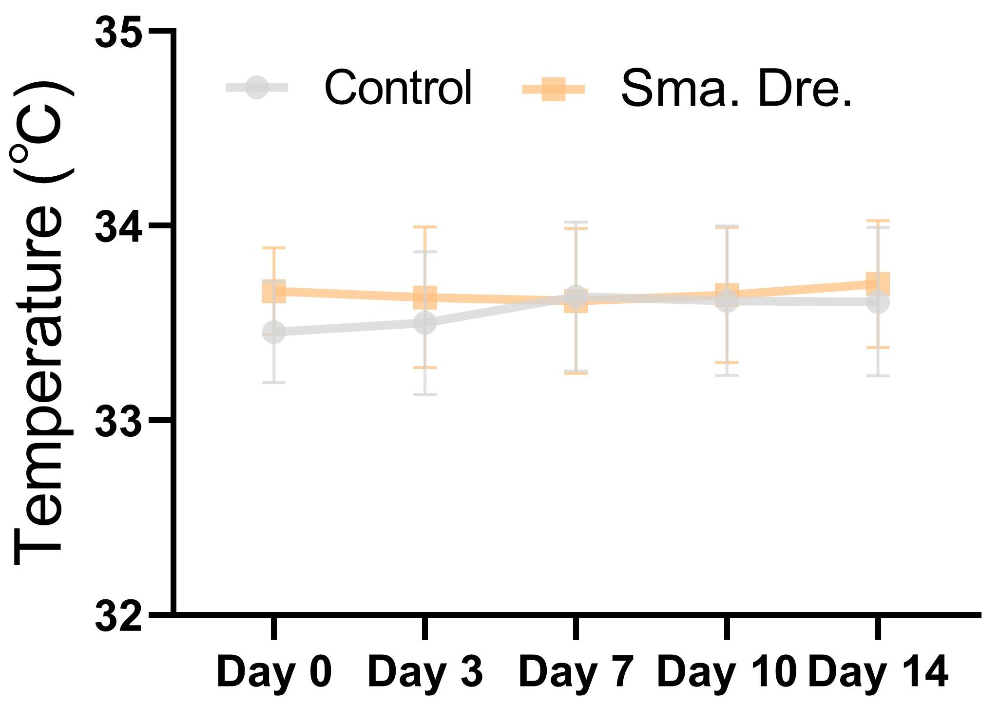 Temperature (°C)
35
34
33
32
Control
Sma. Dre.
Day 0
Day 3
Day 7
Day 10
Day 14